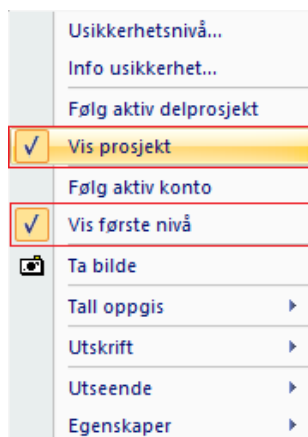 Usikkerhetsnivå...
Info usikkerhet...
Følg aktiv delprosjekt
Vis prosjekt
Følg aktiv konto
Vis første nivå
Ta bilde
Tall oppgis
Utskrift
Utseende
Egenskaper